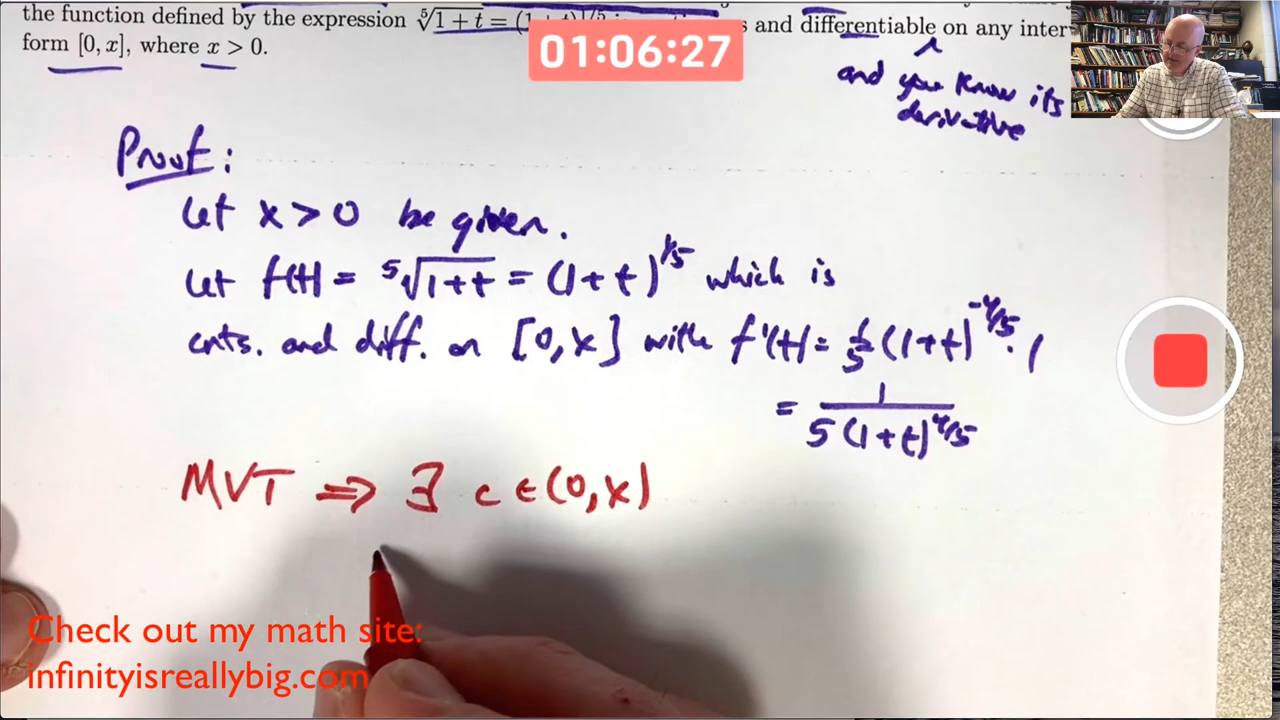 the function defined by the expression ⁵√1 + t = (1 + t)^1/5 is continuous and differentiable on any inter
form [0, x], where x > 0.
01:06:27
and you know its
derivative
Proof:
Let x > 0 be given.
Let f(t) = ⁵√1+t = (1+t)^1/5 which is
cnts. and diff. on [0,x] with f'(t) = 1/5 (1+t)^-4/5 · 1
= 1 / 5(1+t)^4/5
MVT ⇒ ∃ c ∈ (0,x)
Check out my math site:
infinityisreallybig.com